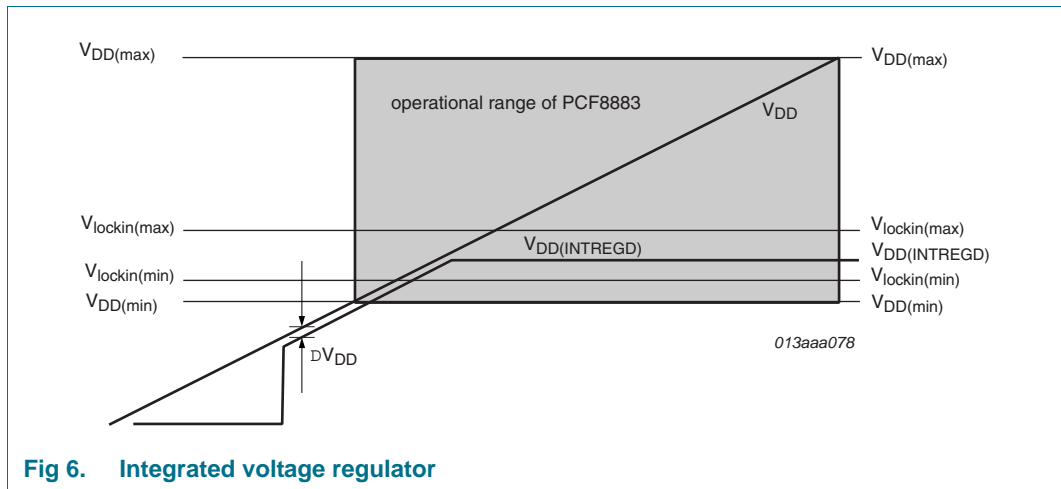 VDD(max)
VDD(max)
operational range of PCF8883
VDD
Vlockin(max)
Vlockin(max)
VDD(INTREGD)
VDD(INTREGD)
Vlockin(min)
Vlockin(min)
VDD(min)
VDD(min)
013aaa078
DVDD
Fig 6. Integrated voltage regulator